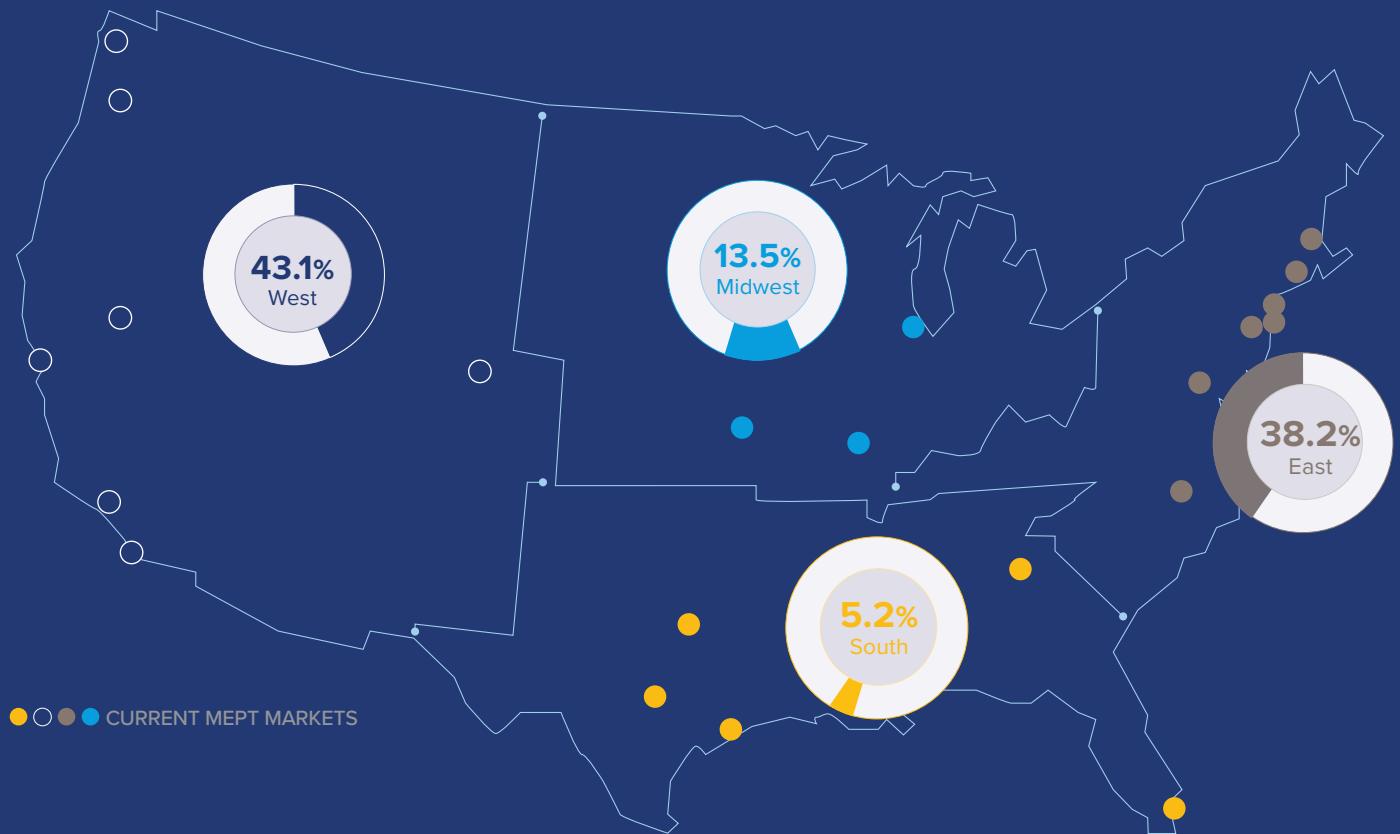 43.1%
West
13.5%
Midwest
38.2%
East
5.2%
South
CURRENT MEPT MARKETS